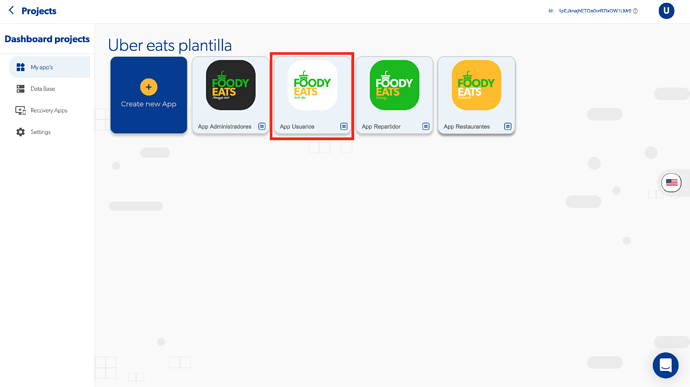 Projects
Id:
U
Dashboard projects
My app's
Data Base
Recovery Apps
Settings
Uber eats plantilla
Create new App
FOODY
EATS
App Administradores
FOODY
EATS
App Usuarios
FOODY
EATS
App Repartidor
FOODY
EATS
App Restaurantes